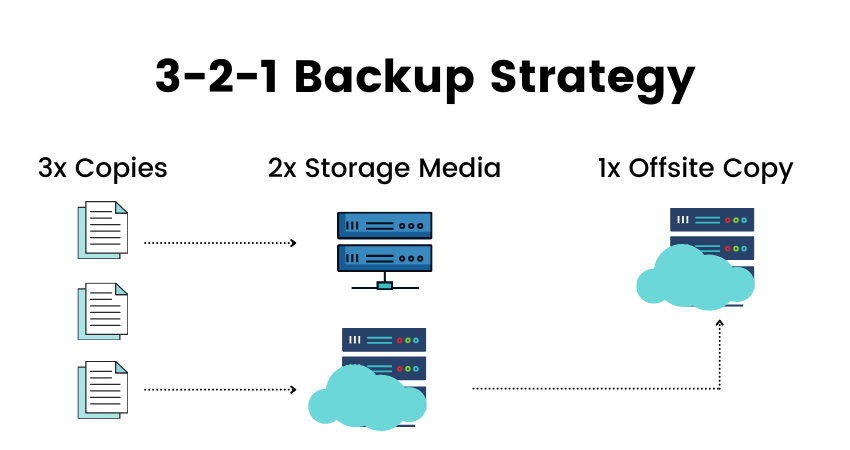 3-2-1 Backup Strategy
3x Copies
2x Storage Media
1x Offsite Copy